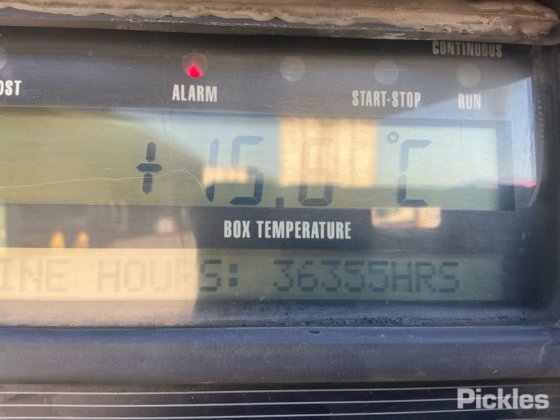 CONTINUOUS
OST ALARM START-STOP RUN
+ 15.0 °C
BOX TEMPERATURE
INE HOURS: 36355HRS
Pickles